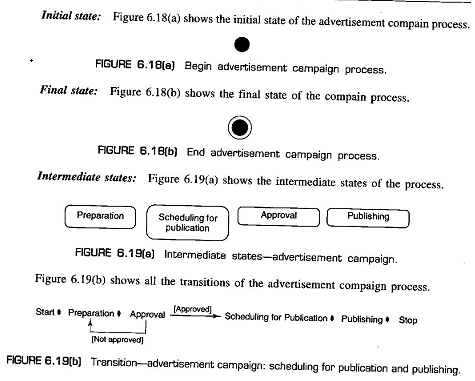 Initial state: Figure 6.18(a) shows the initial state of the advertisement compain process.
FIGURE 6.18(a) Begin advertisement campaign process.
Final state: Figure 6.18(b) shows the final state of the compain process.
FIGURE 6.18(b) End advertisement campaign process.
Intermediate states: Figure 6.19(a) shows the intermediate states of the process.
Preparation
Scheduling for
publication
Approval
Publishing
FIGURE 6.19(a) Intermediate states—advertisement campaign.
Figure 6.19(b) shows all the transitions of the advertisement compaign process.
Start ♦ Preparation ♦ Approval [Approved] Scheduling for Publication ♦ Publishing ♦ Stop
[Not approved]
FIGURE 6.19(b) Transition—advertisement campaign: scheduling for publication and publishing.